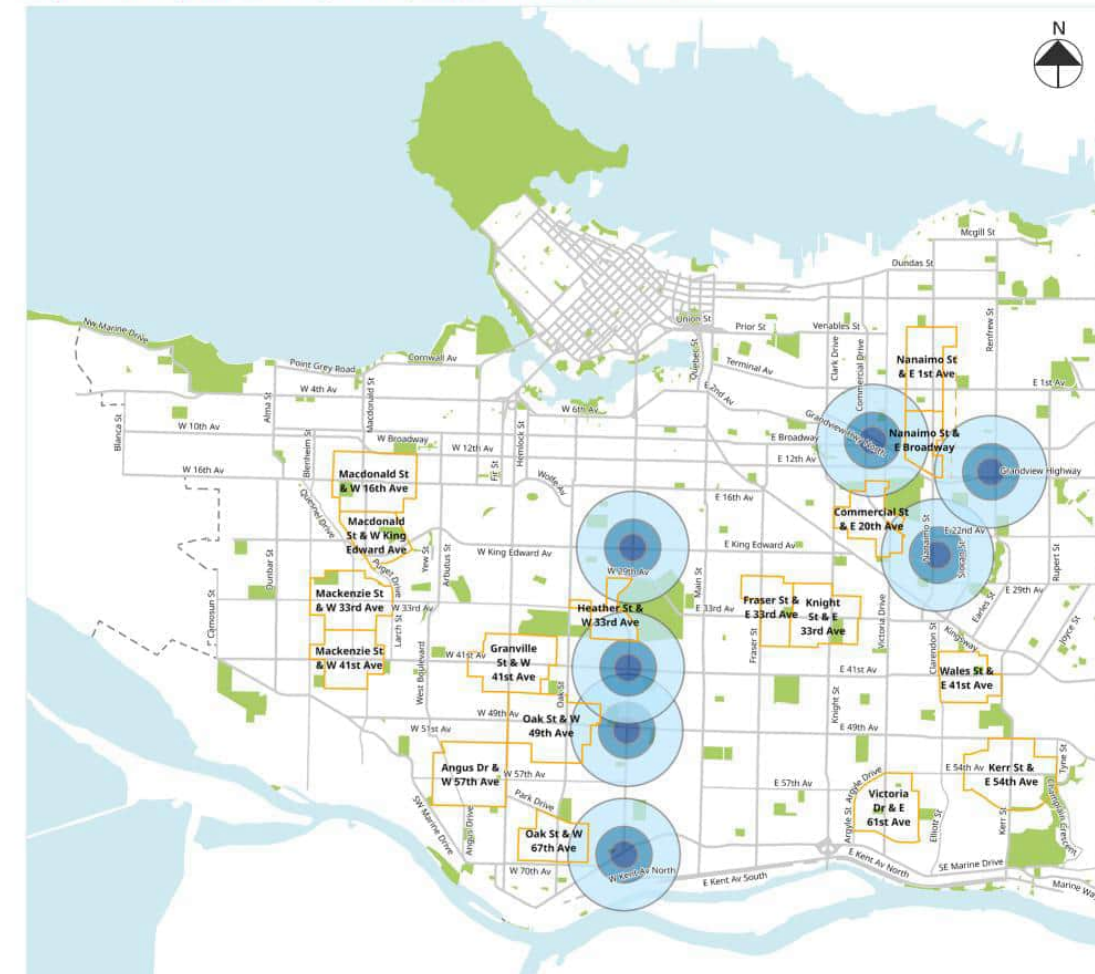 N
Mcgill St
Dundas St
Union St
Prior St
Venables St
Renfrew St
NW Marine Drive
Point Grey Road
Cornwall Av
Quebec St
Terminal Av
Clark Drive
Commercial Drive
Nanaimo St
& E 1st Ave
E 1st Av
W 4th Av
Macdonald St
Alma St
Blanca St
E 2nd Av
W 6th Av
W 10th Av
Blenheim St
W Broadway
W 12th Av
Fir St
Hemlock St
Grandview Hwy North
E Broadway
Nanaimo St &
E Broadway
E 12th Av
Grandview Highway
W 16th Av
Macdonald St
& W 16th Ave
Wolfe Av
E 16th Av
Quesnel Drive
Macdonald
St & W King
Edward Ave
Commercial St
& E 20th Ave
Nanaimo St
E 22nd Av
Slocan St
Rupert St
W King Edward Av
E King Edward Av
Yew St
Arbutus St
Dunbar St
Puget Drive
W 29th Av
E 29th Av
Camosun St
Mackenzie St
& W 33rd Ave
W 33rd Av
Larch St
Heather St &
W 33rd Ave
Main St
E 33rd Av
Fraser St &
E 33rd Ave
Knight
St & E
33rd Ave
Victoria Drive
Earles St
Joyce St
Clarendon St
Kingsway
Mackenzie St
& W 41st Ave
West Boulevard
W 41st Av
Granville
St & W
41st Ave
Oak St
Fraser St
E 41st Av
Wales St &
E 41st Ave
Knight St
W 49th Av
Oak St & W
49th Ave
W 51st Av
E 49th Av
Angus Dr &
W 57th Ave
W 57th Av
E 57th Av
Argyle Drive
E 54th Av
Kerr St &
E 54th Ave
Tyne St
Park Drive
SW Marine Drive
Angus Drive
Victoria
Dr & E
61st Ave
Argyle St
Elliott St
Kerr St
Champlain Crescent
Oak St & W
67th Ave
W 70th Av
W Kent Av North
E Kent Av South
E Kent Av North
SE Marine Drive
Marine Way